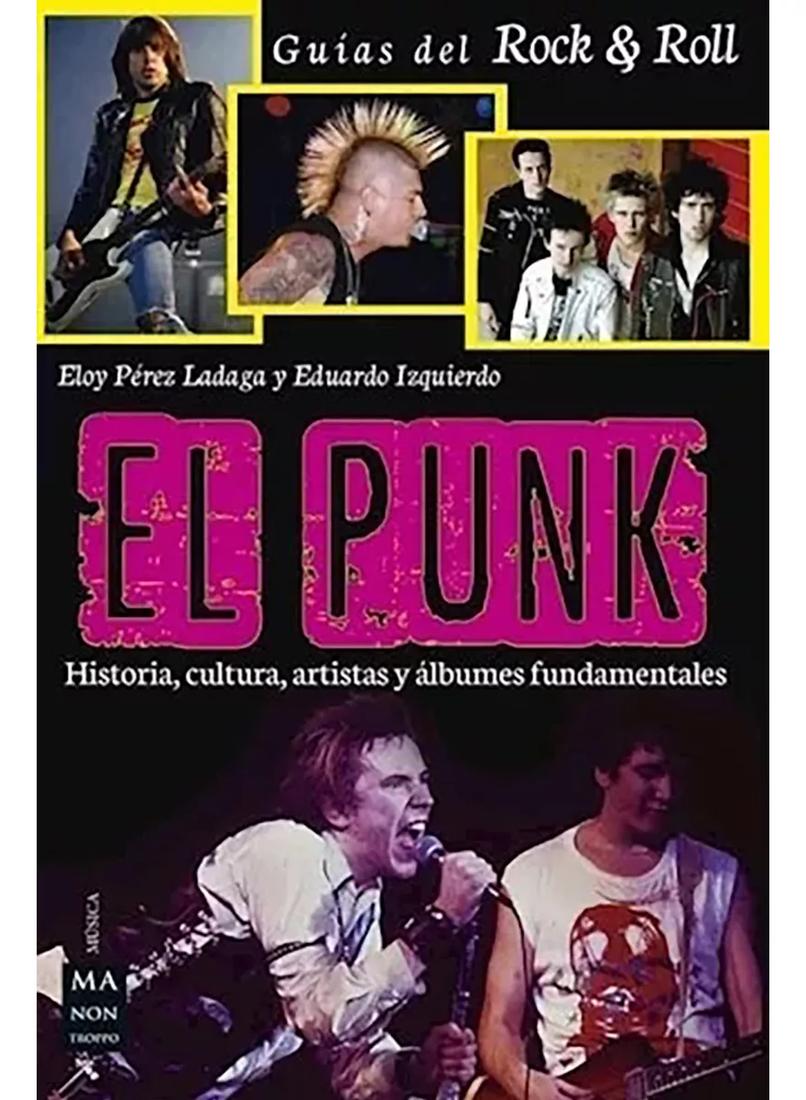 Guías del Rock & Roll
Eloy Pérez Ladaga y Eduardo Izquierdo
EL PUNK
Historia, cultura, artistas y álbumes fundamentales
MÚSICA
MA
NON
TROPPO